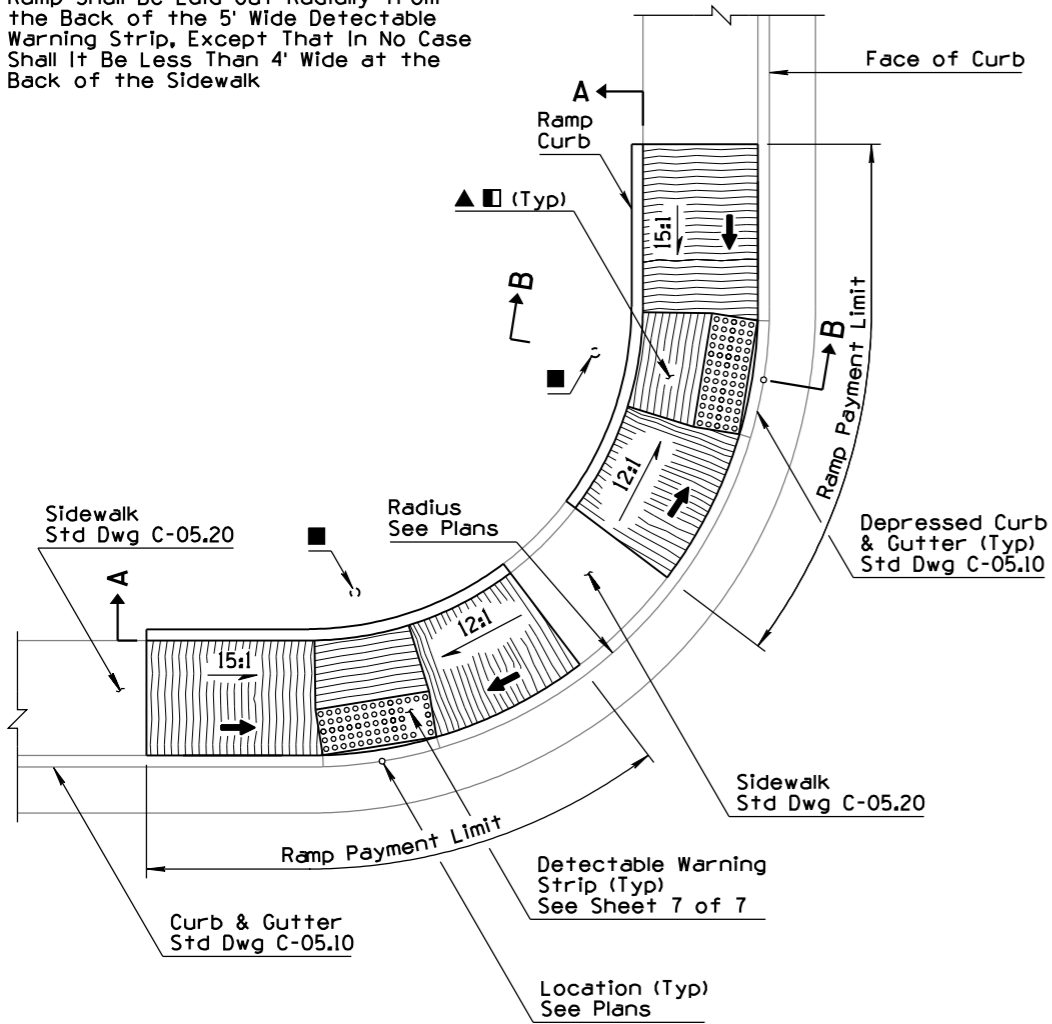 Ramp Shall Be Laid Out Radially From
the Back of the 5' Wide Detectable
Warning Strip, Except That In No Case
Shall It Be Less Than 4' Wide at the
Back of the Sidewalk
Face of Curb
A
Ramp
Curb
(Typ)
15:1
B
B
Ramp Payment Limit
12:1
Radius
See Plans
Sidewalk
Std Dwg C-05.20
Depressed Curb
& Gutter (Typ)
Std Dwg C-05.10
A
12:1
15:1
Sidewalk
Std Dwg C-05.20
Ramp Payment Limit
Detectable Warning
Strip (Typ)
See Sheet 7 of 7
Curb & Gutter
Std Dwg C-05.10
Location (Typ)
See Plans